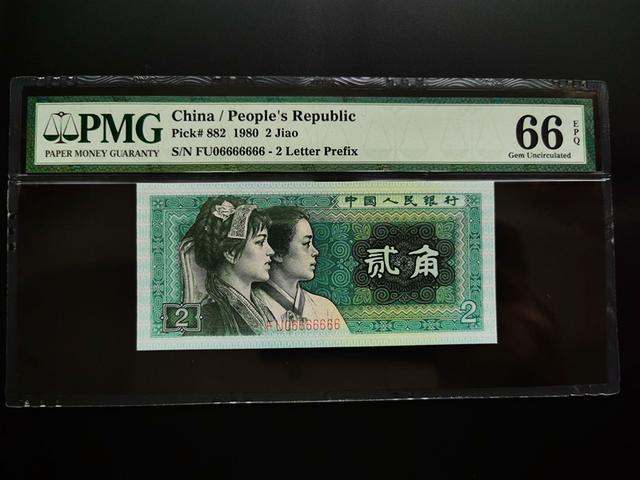 PMG
PAPER MONEY GUARANTY
China / People's Republic
Pick# 882 1980 2 Jiao
S/N FU06666666 - 2 Letter Prefix
66 EPQ
Gem Uncirculated
中国人民银行
贰角
2
FU06666666
2